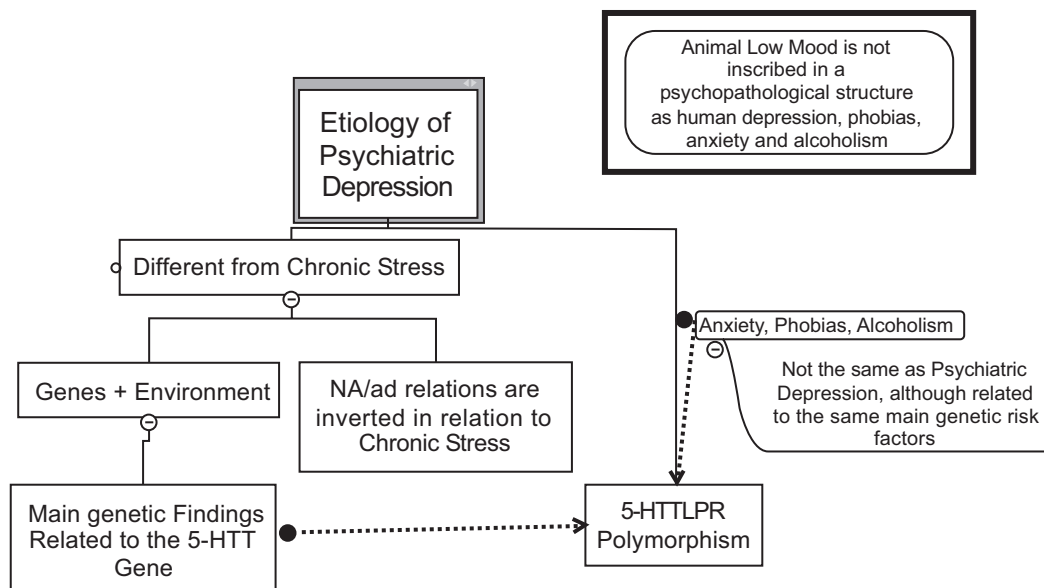 Animal Low Mood is not
inscribed in a
psychopathological structure
as human depression, phobias,
anxiety and alcoholism
Etiology of
Psychiatric
Depression
Different from Chronic Stress
Anxiety, Phobias, Alcoholism
Not the same as Psychiatric
Depression, although related
to the same main genetic risk
factors
Genes + Environment
NA/ad relations are
inverted in relation to
Chronic Stress
Main genetic Findings
Related to the 5-HTT
Gene
5-HTTLPR
Polymorphism